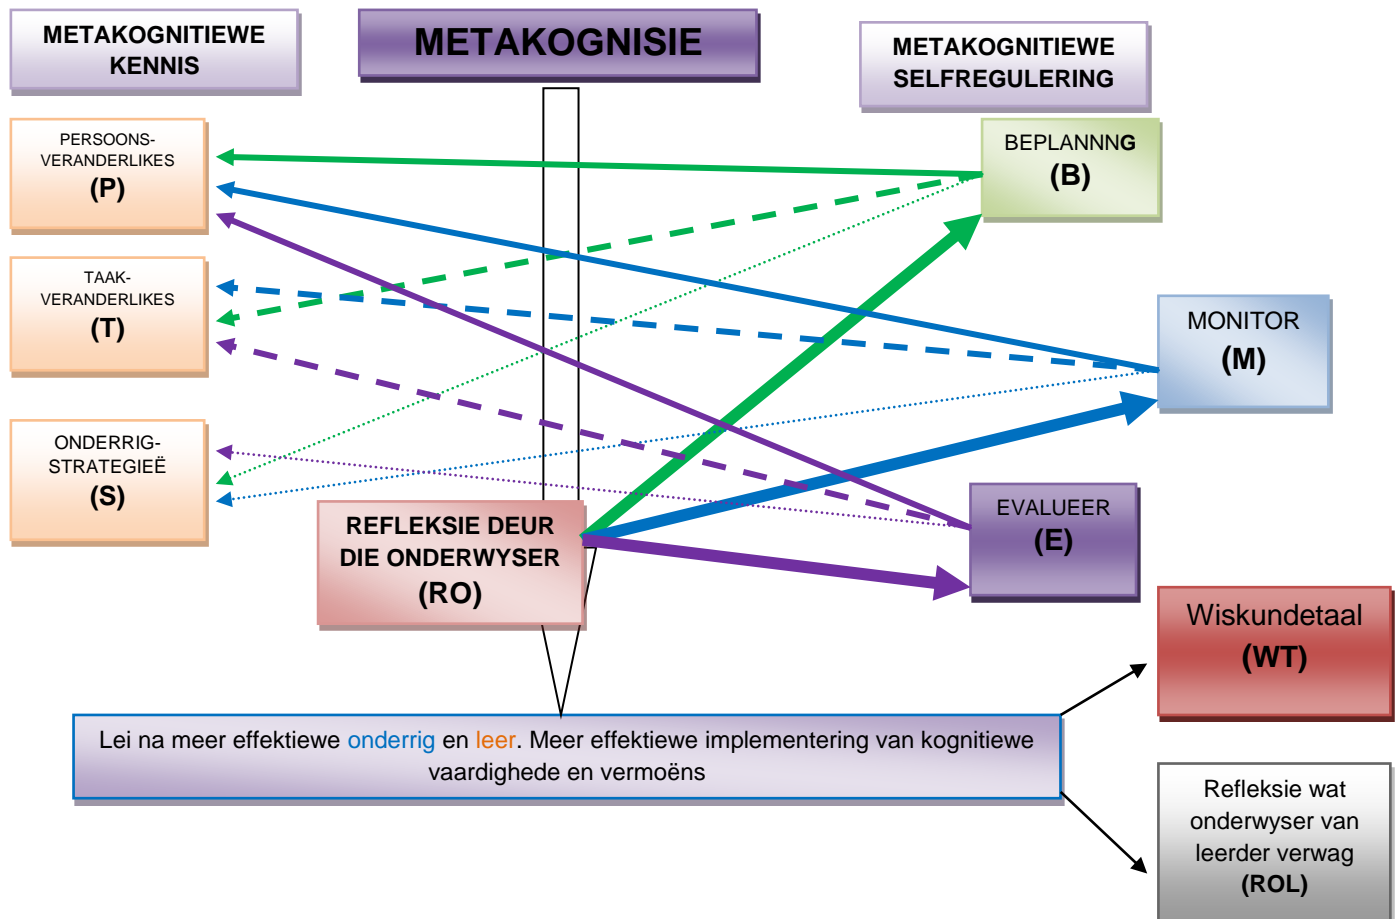 METAKOGNITIEWE
KENNIS
METAKOGNISIE
METAKOGNITIEWE
SELFREGULERING
PERSOONS-
VERANDERLIKES
(P)
BEPLANNNG
(B)
TAAK-
VERANDERLIKES
(T)
MONITOR
(M)
ONDERRIG-
STRATEGIEË
(S)
REFLEKSIE DEUR
DIE ONDERWYSER
(RO)
EVALUEER
(E)
Wiskundetaal
(WT)
Lei na meer effektiewe onderrig en leer. Meer effektiewe implementering van kognitiewe
vaardighede en vermoëns
Refleksie wat
onderwyser van
leerder verwag
(ROL)